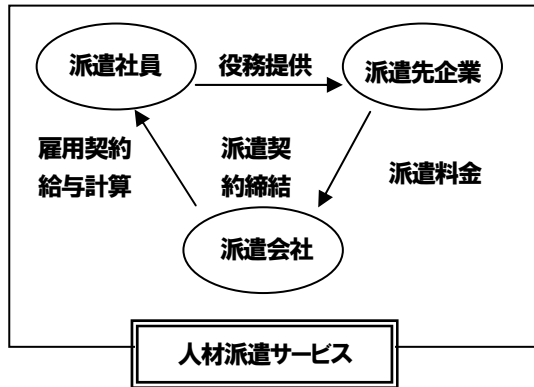 派遣社員
役務提供
派遣先企業
雇用契約
給与計算
派遣契
約締結
派遣料金
派遣会社
人材派遣サービス